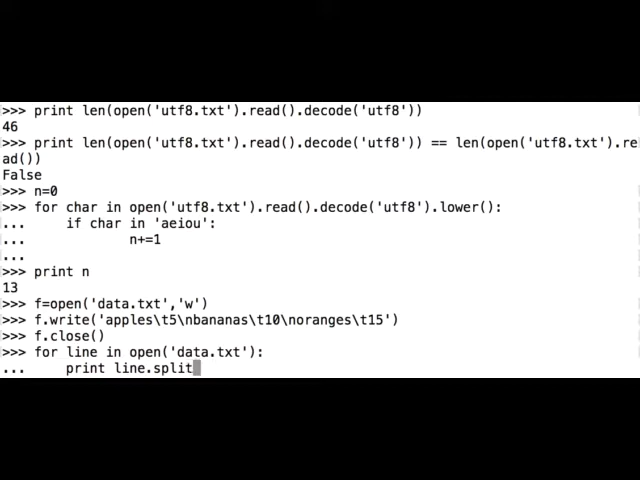 >>> print len(open('utf8.txt').read().decode('utf8'))
46
>>> print len(open('utf8.txt').read().decode('utf8')) == len(open('utf8.txt').re
ad())
False
>>> n=0
>>> for char in open('utf8.txt').read().decode('utf8').lower():
...     if char in 'aeiou':
...             n+=1
...
>>> print n
13
>>> f=open('data.txt','w')
>>> f.write('apples\t5\nbananas\t10\noranges\t15')
>>> f.close()
>>> for line in open('data.txt'):
...     print line.split